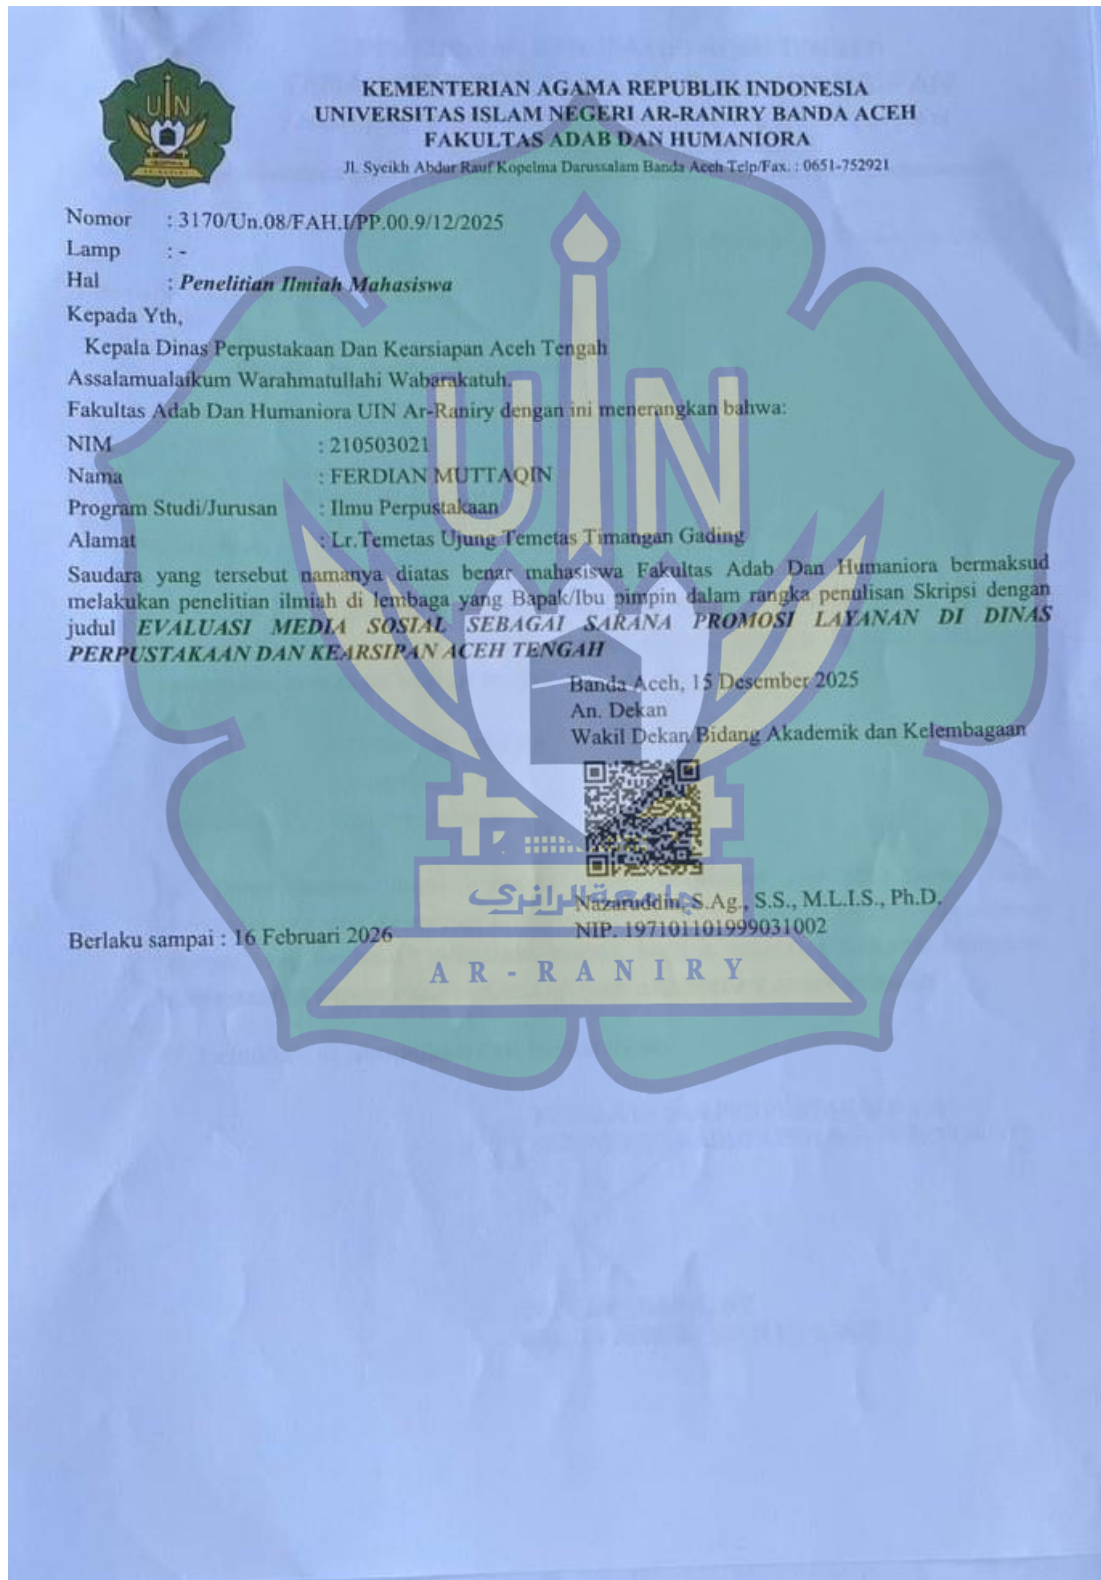 UIN
AR-RANIRY
KEMENTERIAN AGAMA REPUBLIK INDONESIA
UNIVERSITAS ISLAM NEGERI AR-RANIRY BANDA ACEH
FAKULTAS ADAB DAN HUMANIORA
Jl. Syeikh Abdur Rauf Kopelma Darussalam Banda Aceh Telp/Fax. : 0651-752921
Nomor : 3170/Un.08/FAH.I/PP.00.9/12/2025
Lamp : -
Hal : Penelitian Ilmiah Mahasiswa
Kepada Yth,
Kepala Dinas Perpustakaan Dan Kearsiapan Aceh Tengah
Assalamualaikum Warahmatullahi Wabarakatuh.
Fakultas Adab Dan Humaniora UIN Ar-Raniry dengan ini menerangkan bahwa:
NIM : 210503021
Nama : FERDIAN MUTTAQIN
Program Studi/Jurusan : Ilmu Perpustakaan
Alamat : Lr.Temetas Ujung Temetas Timangan Gading
Saudara yang tersebut namanya diatas benar mahasiswa Fakultas Adab Dan Humaniora bermaksud
melakukan penelitian ilmiah di lembaga yang Bapak/Ibu pimpin dalam rangka penulisan Skripsi dengan
judul EVALUASI MEDIA SOSIAL SEBAGAI SARANA PROMOSI LAYANAN DI DINAS
PERPUSTAKAAN DAN KEARSIPAN ACEH TENGAH
Banda Aceh, 15 Desember 2025
An. Dekan
Wakil Dekan Bidang Akademik dan Kelembagaan
Nazaruddin, S.Ag., S.S., M.L.I.S., Ph.D.
NIP. 197101101999031002
Berlaku sampai : 16 Februari 2026
UIN
جامعة الرانري
AR-RANIRY